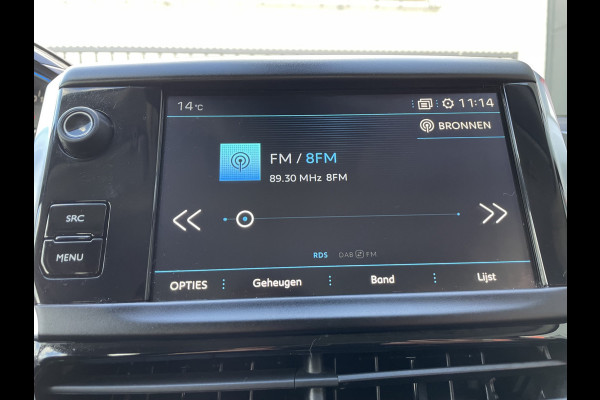 14 °C 11:14
BRONNEN
FM / 8FM
89.30 MHz 8FM
SRC
MENU
RDS DAB FM
OPTIES Geheugen Band Lijst